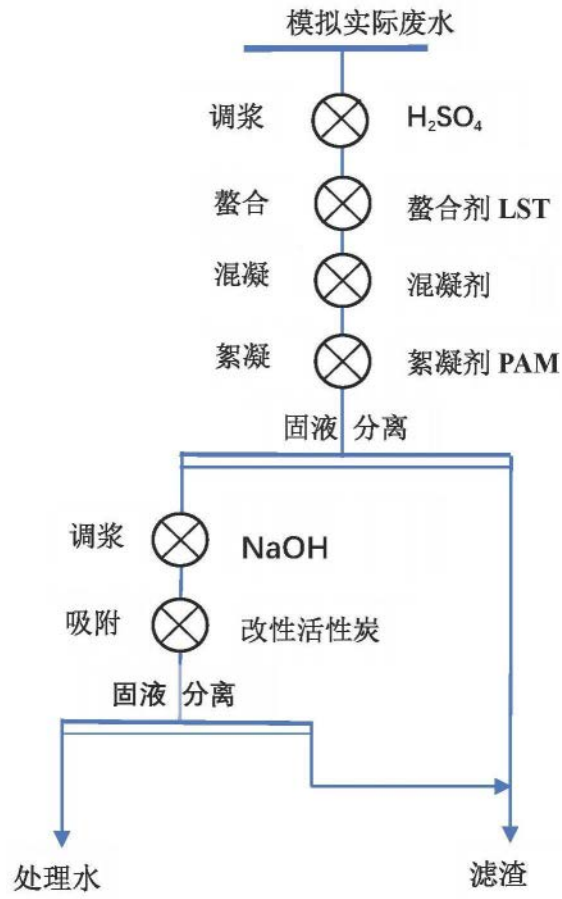 模拟实际废水
调浆 H₂SO₄
螯合 螯合剂 LST
混凝 混凝剂
絮凝 絮凝剂 PAM
固液 分离
调浆 NaOH
吸附 改性活性炭
固液 分离
处理水 滤渣